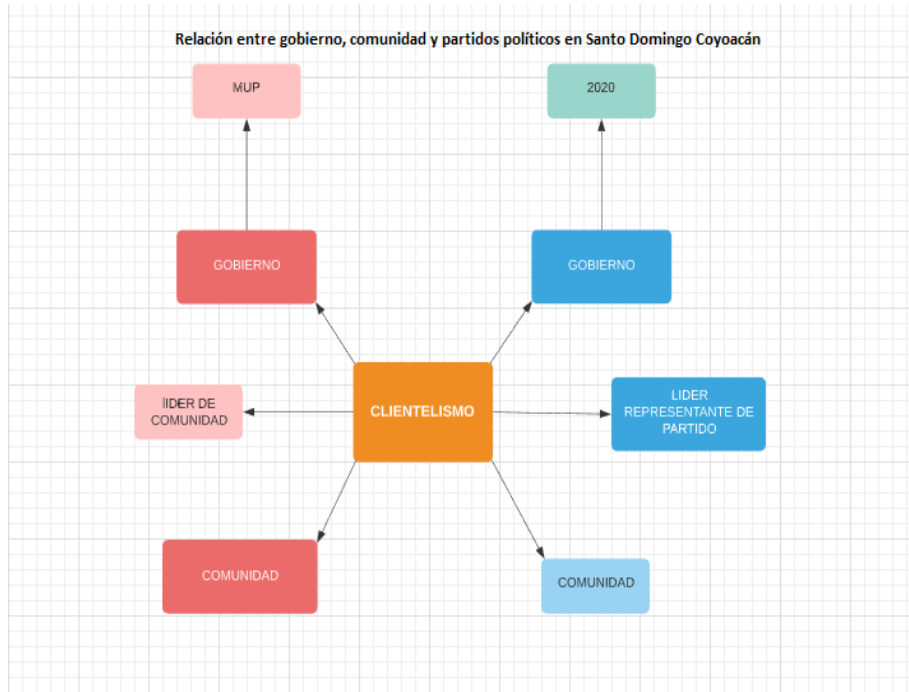 Relación entre gobierno, comunidad y partidos políticos en Santo Domingo Coyoacán
MUP
2020
GOBIERNO
GOBIERNO
lIDER DE
COMUNIDAD
CLIENTELISMO
LIDER
REPRESENTANTE DE
PARTIDO
COMUNIDAD
COMUNIDAD